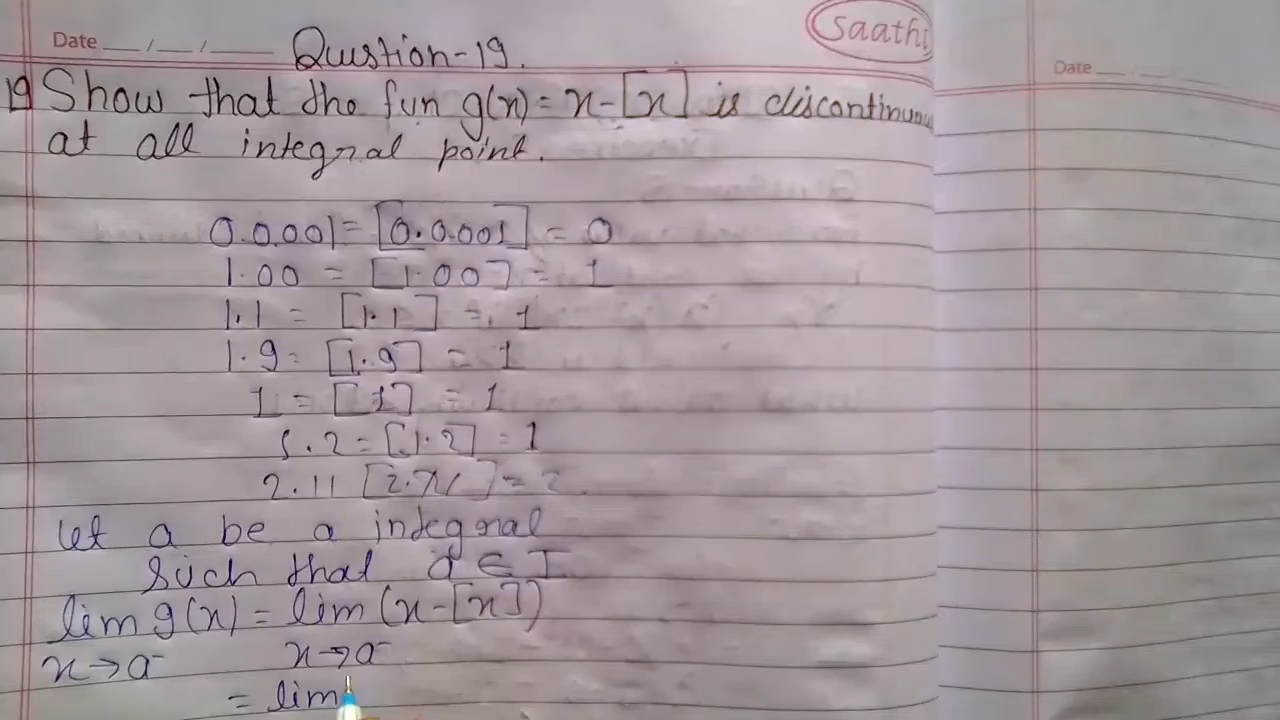 Date
Qustion-19.
Saathi
Date
19 Show that the fun g(x) = x - [x] is discontinuou
at all integral point.
0.0.001 = [0.0.001] = 0
1.00 = [1.00] = 1
1.1 = [1.1] = 1
1.9 = [1.9] = 1
1 = [1] = 1
1.2 = [1.2] = 1
2.11 [2.11] = 2.
Let a be a integral
such that a ∈ I
lim g(x) = lim (x - [x])
x→a⁻ x→a⁻
= lim